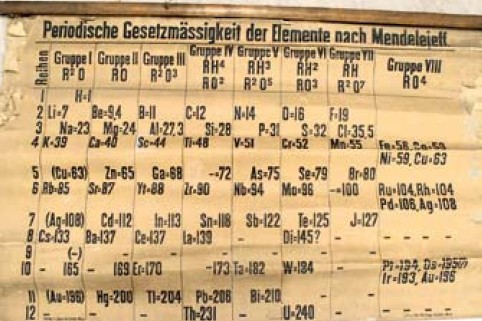 Periodische Gesetzmässigkeit der Elemente nach Mendelejeff
Reihen Gruppe I Gruppe II Gruppe III Gruppe IV Gruppe V Gruppe VI Gruppe VII Gruppe VIII
RH⁴ RH³ RH² RH
R²O RO R²O³ RO² R²O⁵ RO³ R²O⁷ RO⁴
H=1
2 Li=7 Be=9,4 B=11 C=12 N=14 O=16 F=19
3 Na=23 Mg=24 Al=27,3 Si=28 P=31 S=32 Cl=35,5
4 K=39 Ca=40 Sc=44 Ti=48 V=51 Cr=52 Mn=55 Fe=56, Co=59
Ni=59, Cu=63
5 (Cu=63) Zn=65 Ga=68 -=72 As=75 Se=79 Br=80
6 Rb=85 Sr=87 Yt=88 Zr=90 Nb=94 Mo=96 -=100 Ru=104, Rh=104
Pd=106, Ag=108
7 (Ag=108) Cd=112 In=113 Sn=118 Sb=122 Te=125 J=127
8 Cs=133 Ba=137 Ce=137 La=139 - Di=145? - - - - -
9 (-) - - - - - -
10 - 165 - 169 Er=170 -173 Ta=182 W=184 - Pt=194, Os=195(?)
Ir=193, Au=196
11 (Au=196) Hg=200 Tl=204 Pb=206 Bi=210 - -
12 - - - Th=231 - U=240 - - - - -